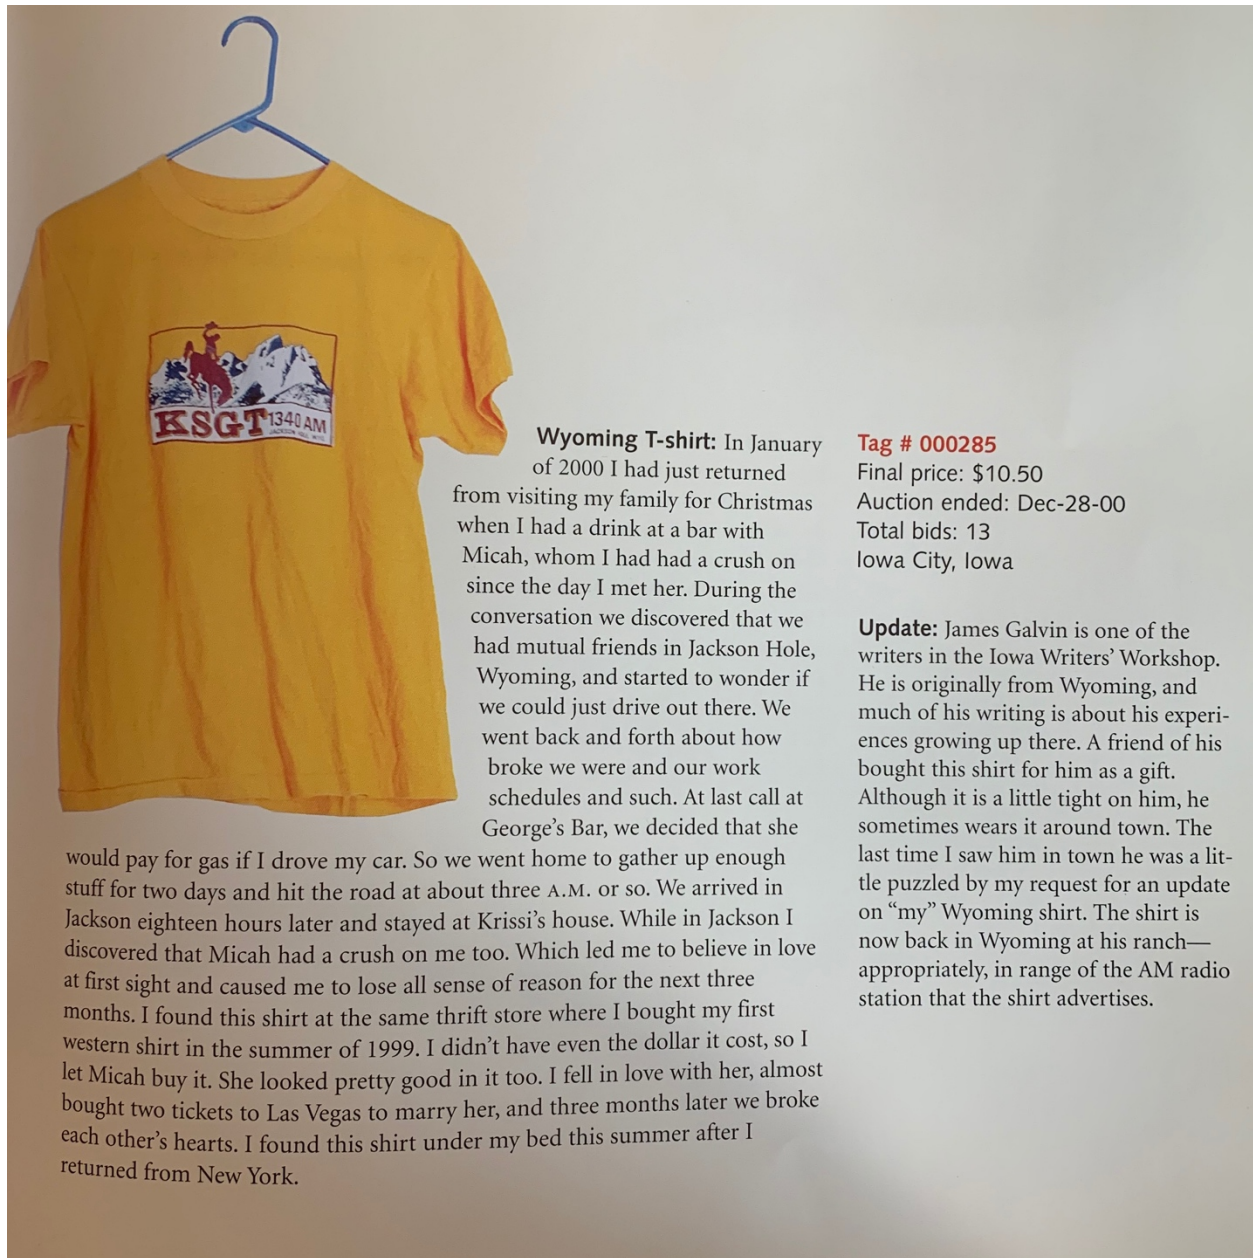 KSGT 1340 AM
JACKSON HOLE, WYO.
Wyoming T-shirt: In January
of 2000 I had just returned
from visiting my family for Christmas
when I had a drink at a bar with
Micah, whom I had had a crush on
since the day I met her. During the
conversation we discovered that we
had mutual friends in Jackson Hole,
Wyoming, and started to wonder if
we could just drive out there. We
went back and forth about how
broke we were and our work
schedules and such. At last call at
George’s Bar, we decided that she
would pay for gas if I drove my car. So we went home to gather up enough
stuff for two days and hit the road at about three A.M. or so. We arrived in
Jackson eighteen hours later and stayed at Krissi’s house. While in Jackson I
discovered that Micah had a crush on me too. Which led me to believe in love
at first sight and caused me to lose all sense of reason for the next three
months. I found this shirt at the same thrift store where I bought my first
western shirt in the summer of 1999. I didn’t have even the dollar it cost, so I
let Micah buy it. She looked pretty good in it too. I fell in love with her, almost
bought two tickets to Las Vegas to marry her, and three months later we broke
each other’s hearts. I found this shirt under my bed this summer after I
returned from New York.
Tag # 000285
Final price: $10.50
Auction ended: Dec-28-00
Total bids: 13
Iowa City, Iowa
Update: James Galvin is one of the
writers in the Iowa Writers’ Workshop.
He is originally from Wyoming, and
much of his writing is about his experi-
ences growing up there. A friend of his
bought this shirt for him as a gift.
Although it is a little tight on him, he
sometimes wears it around town. The
last time I saw him in town he was a lit-
tle puzzled by my request for an update
on “my” Wyoming shirt. The shirt is
now back in Wyoming at his ranch—
appropriately, in range of the AM radio
station that the shirt advertises.